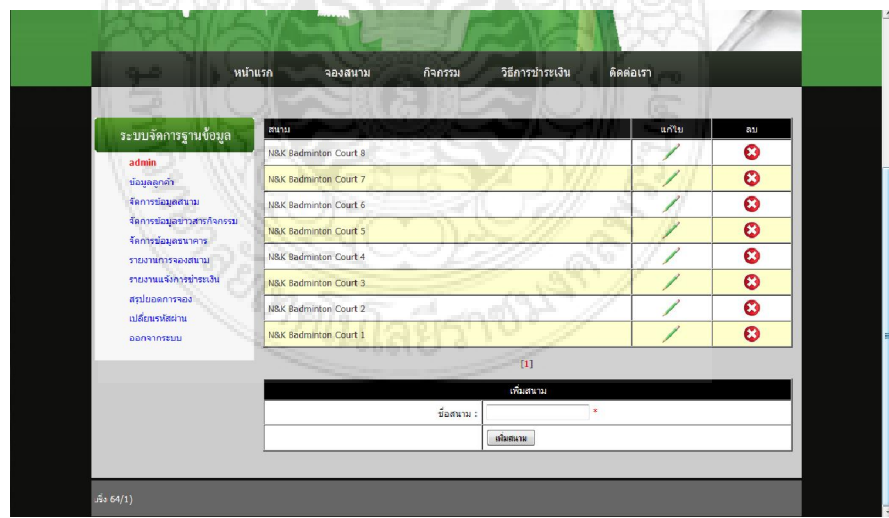 หน้าแรก จองสนาม กิจกรรม วิธีการชำระเงิน ติดต่อเรา
ระบบจัดการฐานข้อมูล
admin
ข้อมูลลูกค้า
จัดการข้อมูลสนาม
จัดการข้อมูลข่าวสารกิจกรรม
จัดการข้อมูลธนาคาร
รายงานการจองสนาม
รายงานแจ้งการชำระเงิน
สรุปยอดการจอง
เปลี่ยนรหัสผ่าน
ออกจากระบบ
สนาม แก้ไข ลบ
N&K Badminton Court 8
N&K Badminton Court 7
N&K Badminton Court 6
N&K Badminton Court 5
N&K Badminton Court 4
N&K Badminton Court 3
N&K Badminton Court 2
N&K Badminton Court 1
[1]
เพิ่มสนาม
ชื่อสนาม : *
เพิ่มสนาม
64/1)